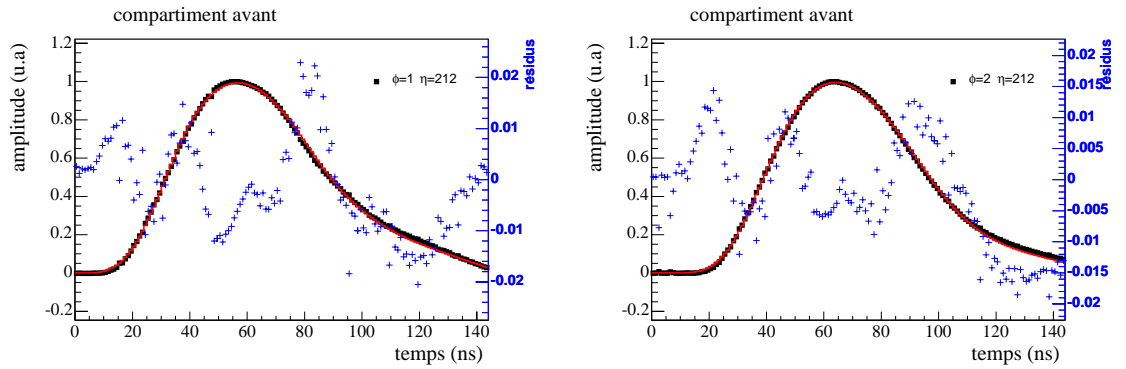 compartiment avant
amplitude (u.a)
1.2
1
0.8
0.6
0.4
0.2
0
-0.2
ϕ=1 η=212
0.02
0.01
0
-0.01
-0.02
résidus
0 20 40 60 80 100 120 140
temps (ns)
compartiment avant
amplitude (u.a)
1.2
1
0.8
0.6
0.4
0.2
0
-0.2
ϕ=2 η=212
0.02
0.015
0.01
0.005
0
-0.005
-0.01
-0.015
-0.02
résidus
0 20 40 60 80 100 120 140
temps (ns)